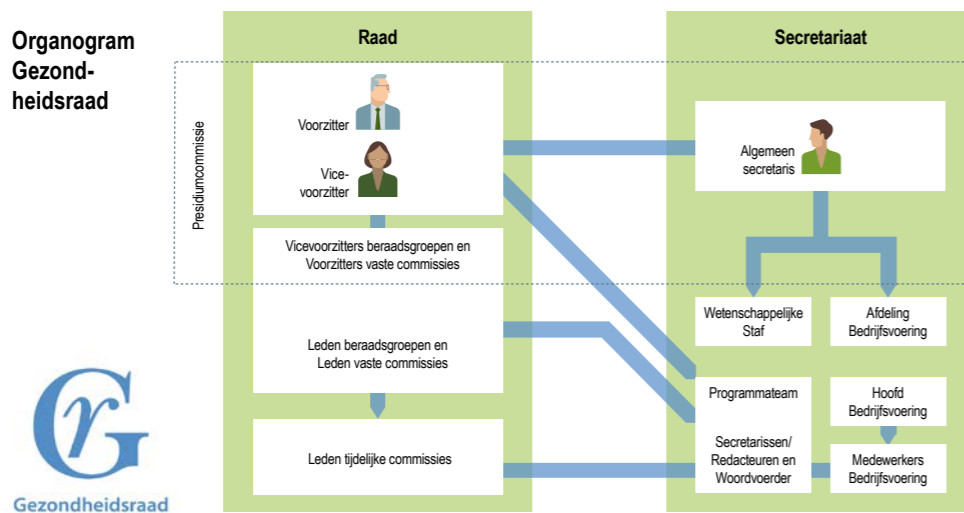 Organogram
Gezond-
heidsraad
Raad
Secretariaat
Presidiumcommissie
Voorzitter
Vice-
voorzitter
Algemeen
secretaris
Vicevoorzitters beraadsgroepen en
Voorzitters vaste commissies
Wetenschappelijke
Staf
Afdeling
Bedrijfsvoering
Leden beraadsgroepen en
Leden vaste commissies
Programmateam
Secretarissen/
Redacteuren en
Woordvoerder
Hoofd
Bedrijfsvoering
Leden tijdelijke commissies
Medewerkers
Bedrijfsvoering
Gr
Gezondheidsraad